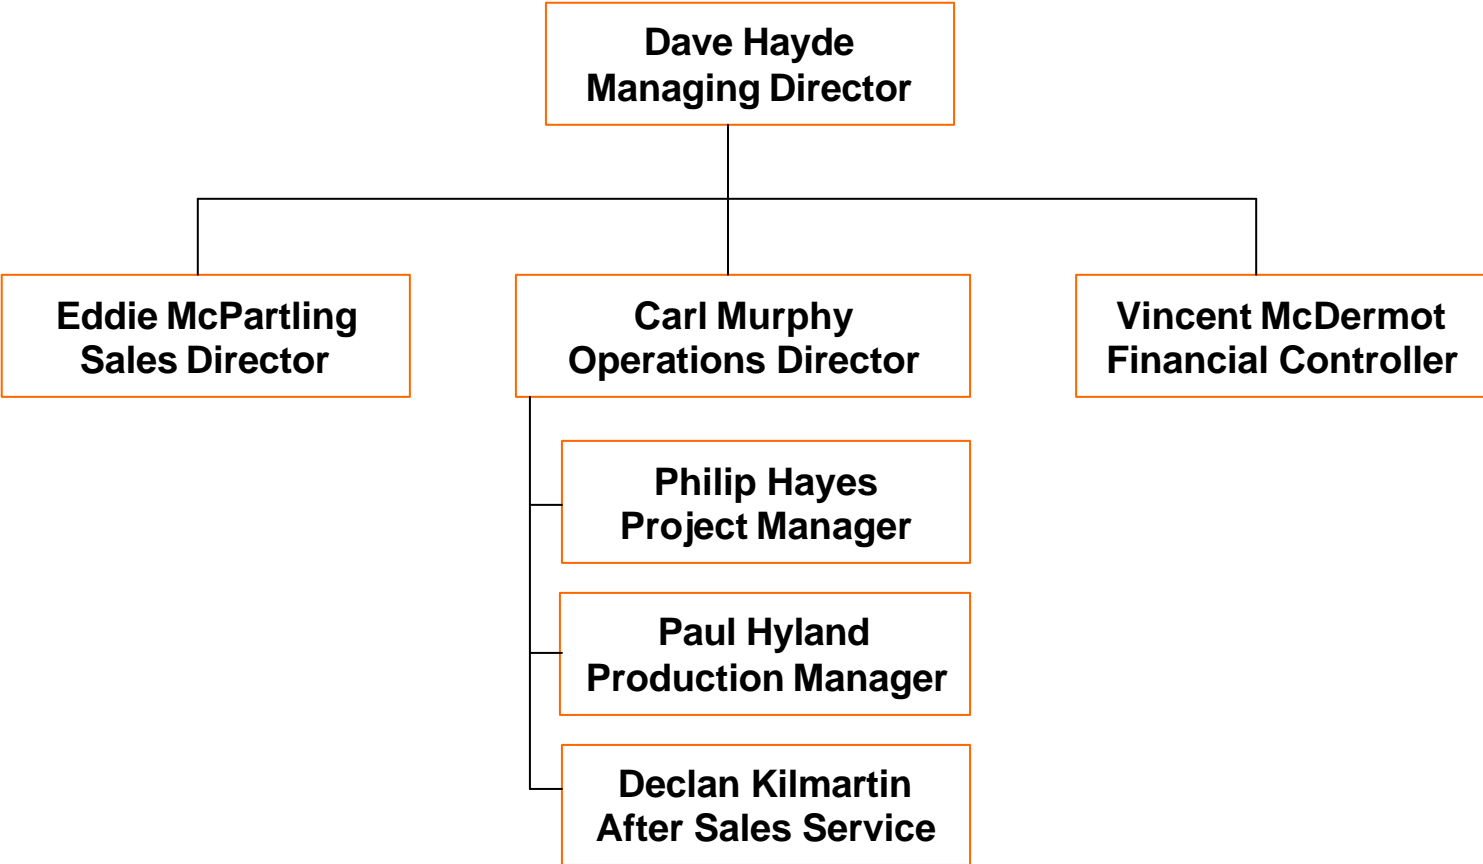 Dave Hayde
Managing Director
Eddie McPartling
Sales Director
Carl Murphy
Operations Director
Vincent McDermot
Financial Controller
Philip Hayes
Project Manager
Paul Hyland
Production Manager
Declan Kilmartin
After Sales Service